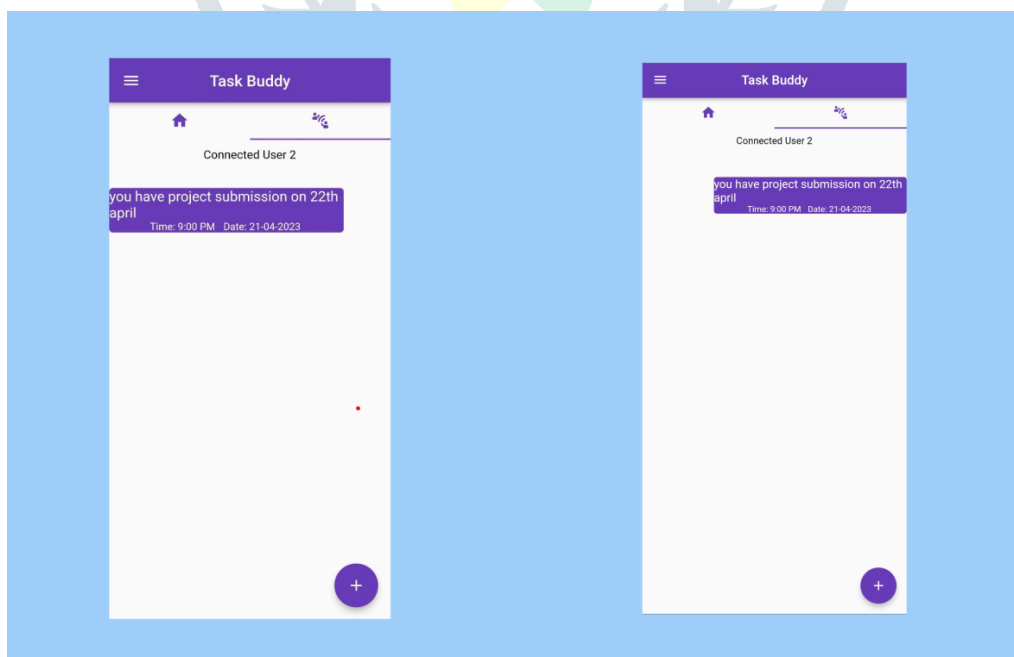 Task Buddy
Connected User 2
you have project submission on 22th
april
Time: 9:00 PM Date: 21-04-2023
Task Buddy
Connected User 2
you have project submission on 22th
april
Time: 9:00 PM Date: 21-04-2023